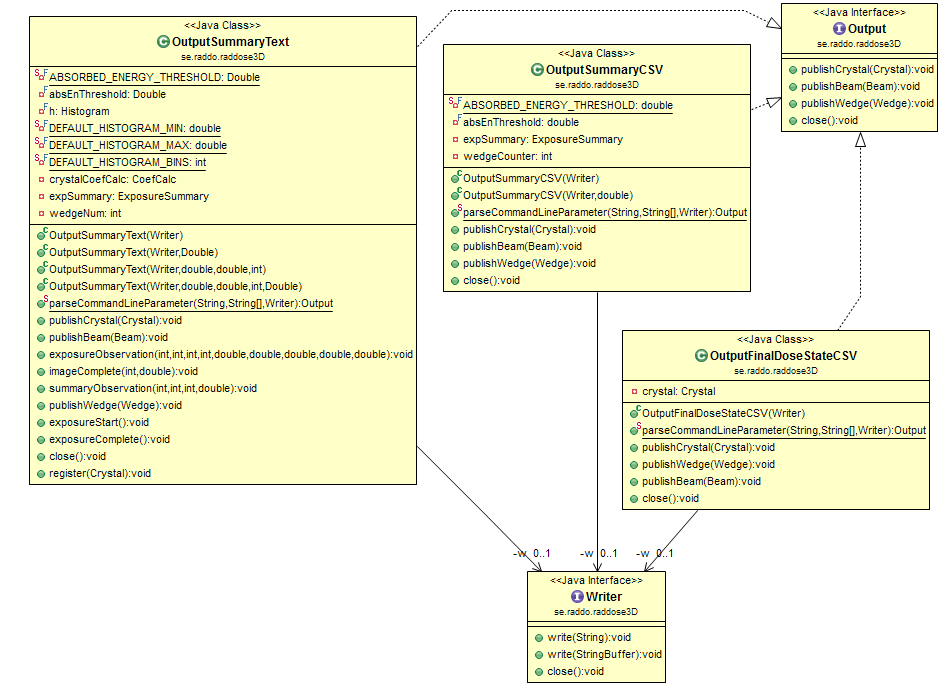 <<Java Class>>
OutputSummaryText
se.raddo.raddose3D
ABSORBED_ENERGY_THRESHOLD: Double
absEnThreshold: Double
h: Histogram
DEFAULT_HISTOGRAM_MIN: double
DEFAULT_HISTOGRAM_MAX: double
DEFAULT_HISTOGRAM_BINS: int
crystalCoefCalc: CoefCalc
expSummary: ExposureSummary
wedgeNum: int
OutputSummaryText(Writer)
OutputSummaryText(Writer,Double)
OutputSummaryText(Writer,double,double,int)
OutputSummaryText(Writer,double,double,int,Double)
parseCommandLineParameter(String,String[],Writer):Output
publishCrystal(Crystal):void
publishBeam(Beam):void
exposureObservation(int,int,int,int,double,double,double,double,double):void
imageComplete(int,double):void
summaryObservation(int,int,int,double):void
publishWedge(Wedge):void
exposureStart():void
exposureComplete():void
close():void
register(Crystal):void
<<Java Class>>
OutputSummaryCSV
se.raddo.raddose3D
ABSORBED_ENERGY_THRESHOLD: double
absEnThreshold: double
expSummary: ExposureSummary
wedgeCounter: int
OutputSummaryCSV(Writer)
OutputSummaryCSV(Writer,double)
parseCommandLineParameter(String,String[],Writer):Output
publishCrystal(Crystal):void
publishBeam(Beam):void
publishWedge(Wedge):void
close():void
<<Java Interface>>
Output
se.raddo.raddose3D
publishCrystal(Crystal):void
publishBeam(Beam):void
publishWedge(Wedge):void
close():void
<<Java Class>>
OutputFinalDoseStateCSV
se.raddo.raddose3D
crystal: Crystal
OutputFinalDoseStateCSV(Writer)
parseCommandLineParameter(String,String[],Writer):Output
publishCrystal(Crystal):void
publishWedge(Wedge):void
publishBeam(Beam):void
close():void
-w 0..1
-w 0..1
-w 0..1
<<Java Interface>>
Writer
se.raddo.raddose3D
write(String):void
write(StringBuffer):void
close():void